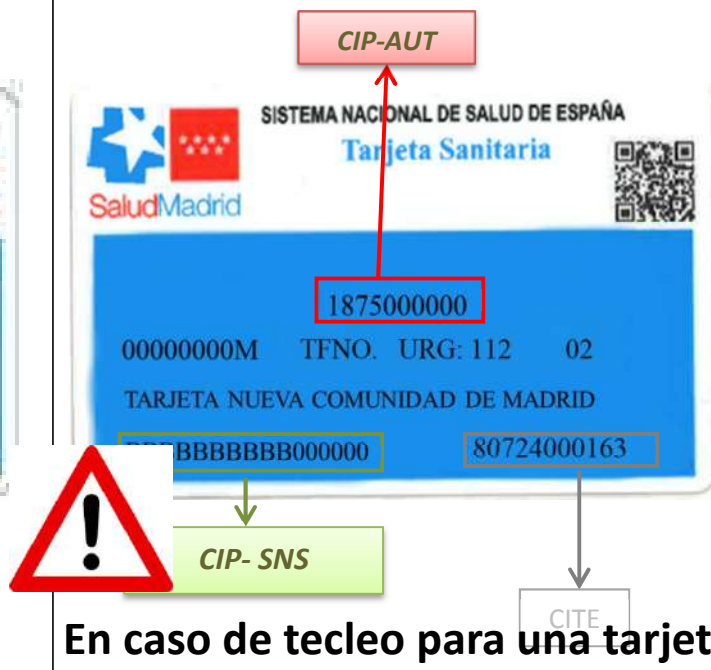 CIP-AUT
SISTEMA NACIONAL DE SALUD DE ESPAÑA
Tarjeta Sanitaria
SaludMadrid
1875000000
00000000M TFNO. URG: 112 02
TARJETA NUEVA COMUNIDAD DE MADRID
BBBBBBBBBB000000 80724000163
CIP- SNS
CITE
En caso de tecleo para una tarjet